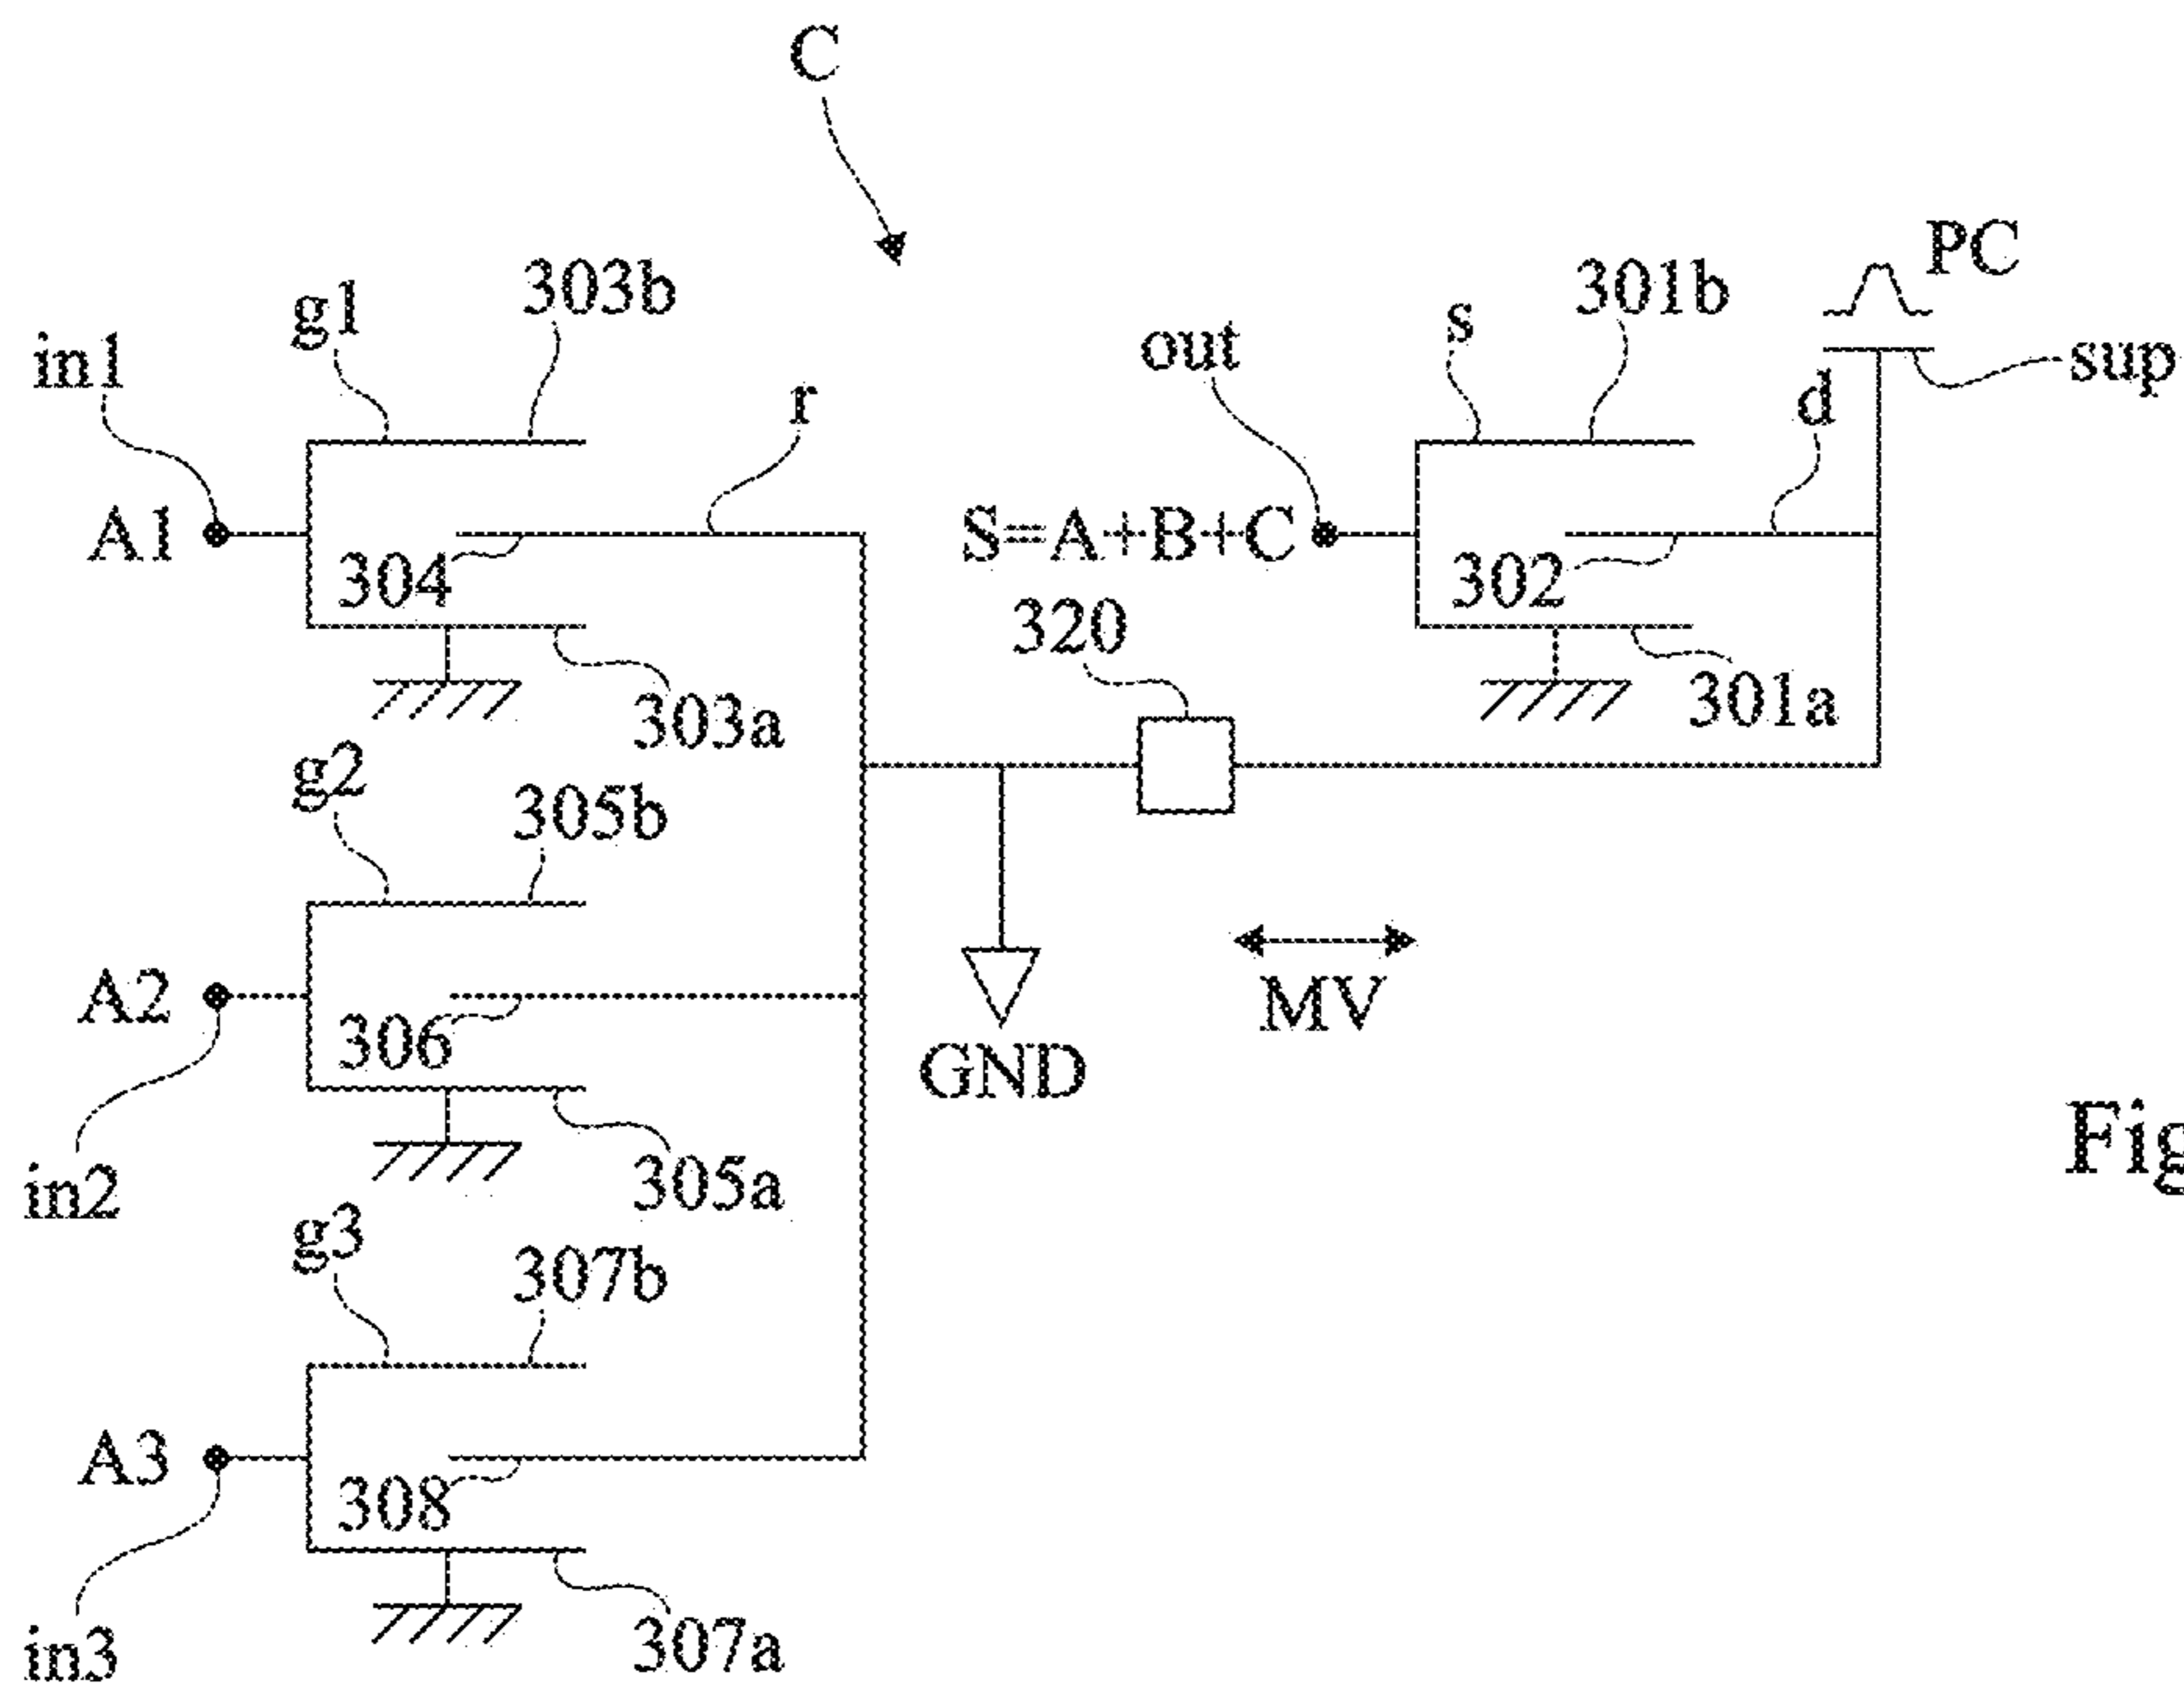 C
PC
g1
303b
s
301b
in1
out
sup
r
d
A1
S=A+B+C
304
302
320
303a
301a
g2
305b
MV
A2
306
GND
Fig
in2
305a
g3
307b
A3
308
in3
307a